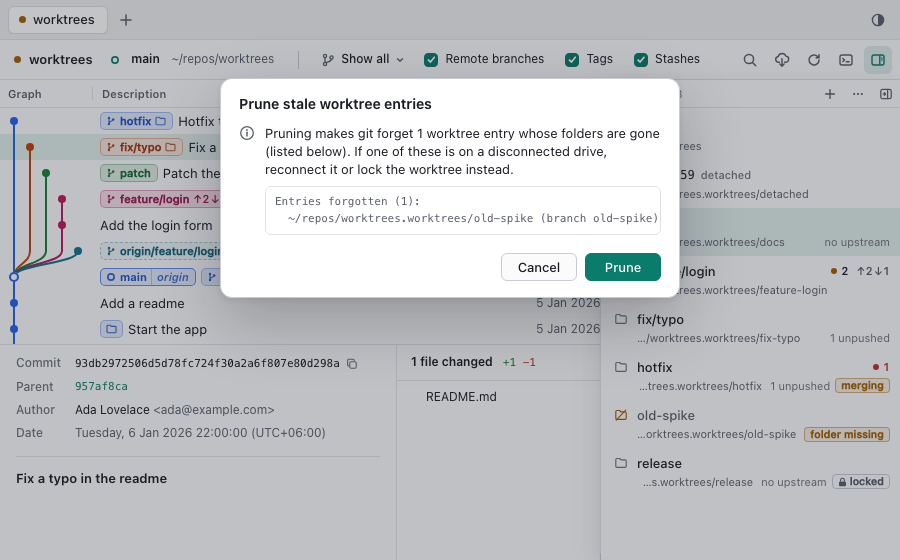 worktrees
worktrees main ~/repos/worktrees Show all Remote branches Tags Stashes
Graph Description
hotfix Hotfix
fix/typo Fix a
patch Patch the
feature/login ↑2↓
Add the login form
origin/feature/login
main origin
Add a readme 5 Jan 2026
Start the app 5 Jan 2026
Prune stale worktree entries
Pruning makes git forget 1 worktree entry whose folders are gone
(listed below). If one of these is on a disconnected drive,
reconnect it or lock the worktree instead.
Entries forgotten (1):
~/repos/worktrees.worktrees/old-spike (branch old-spike)
Cancel Prune
detached
rees.worktrees/detached
rees.worktrees/docs no upstream
/login 2 ↑2↓1
rees.worktrees/feature-login
fix/typo
.../worktrees.worktrees/fix-typo 1 unpushed
hotfix 1
...trees.worktrees/hotfix 1 unpushed merging
old-spike
...orktrees.worktrees/old-spike folder missing
release
...s.worktrees/release no upstream locked
Commit 93db2972506d5d78fc724f30a2a6f807e80d298a
Parent 957af8ca
Author Ada Lovelace <ada@example.com>
Date Tuesday, 6 Jan 2026 22:00:00 (UTC+06:00)
Fix a typo in the readme
1 file changed +1 −1
README.md